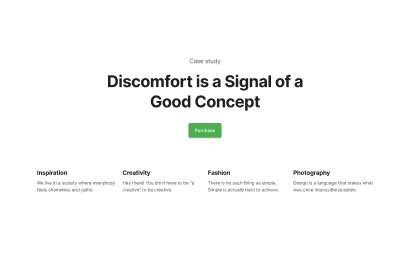 Case study
Discomfort is a Signal of a
Good Concept
Purchase
Inspiration
We live in a society where everybody
feels shameless and guilty.
Creativity
Hey there! You don't have to be "a
creative" to be creative.
Fashion
There is no such thing as simple.
Simple is actually hard to achieve.
Photography
Design is a language that makes what
was once impossible possible.